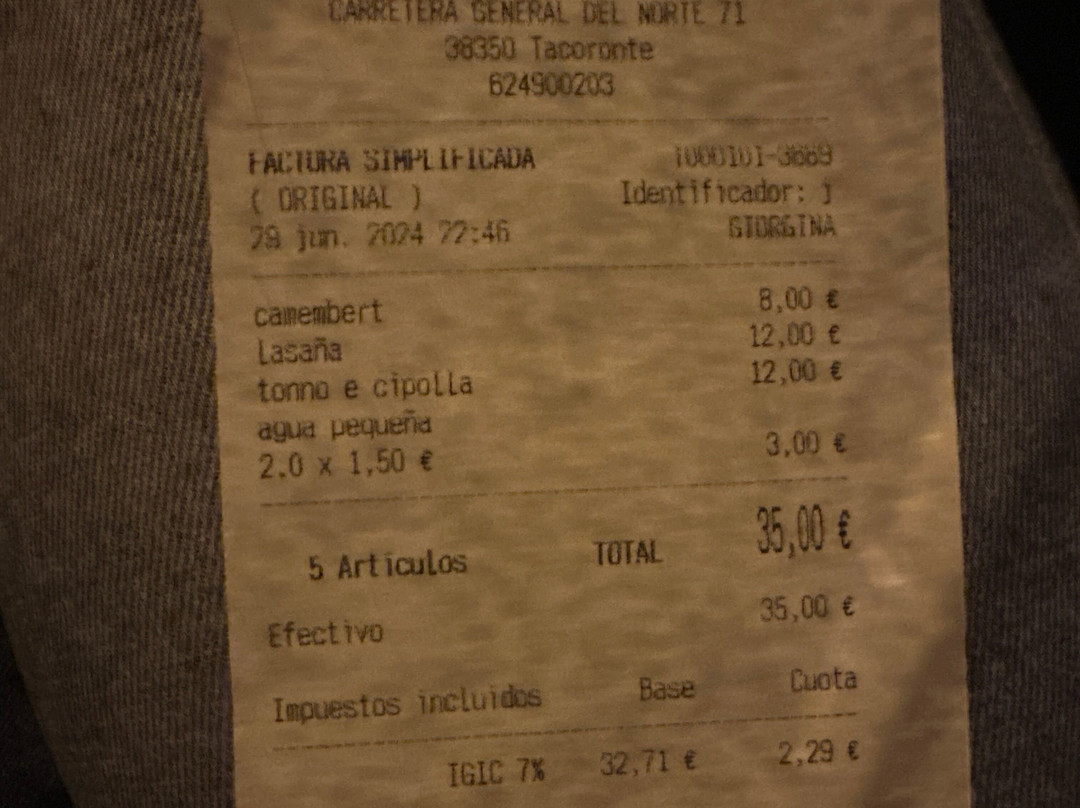 CARRETERA GENERAL DEL NORTE 71
38350 Tacoronte
624900203
FACTURA SIMPLIFICADA T000101-3889
( ORIGINAL ) Identificador: j
29 jun. 2024 22:46 GIORGINA
camembert 8,00 €
Lasaña 12,00 €
tonno e cipolla 12,00 €
agua pequeña
2.0 x 1,50 € 3,00 €
5 Artículos TOTAL 35,00 €
Efectivo 35,00 €
Impuestos incluidos Base Cuota
IGIC 7% 32,71 € 2,29 €